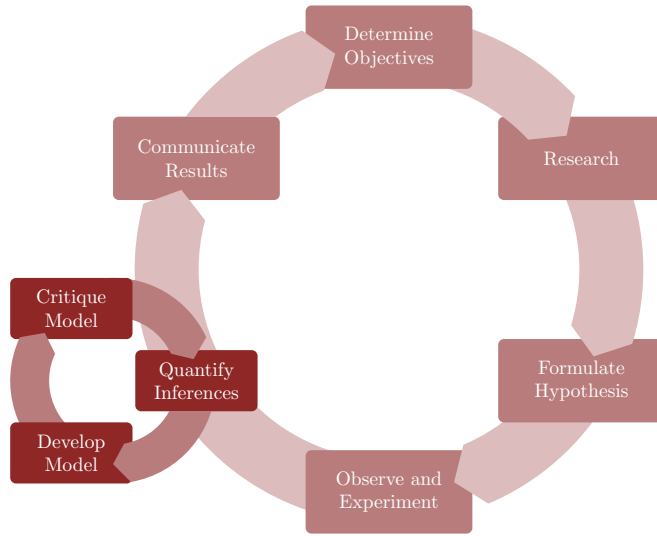 Determine
Objectives
Communicate
Results
Research
Critique
Model
Quantify
Inferences
Formulate
Hypothesis
Develop
Model
Observe and
Experiment